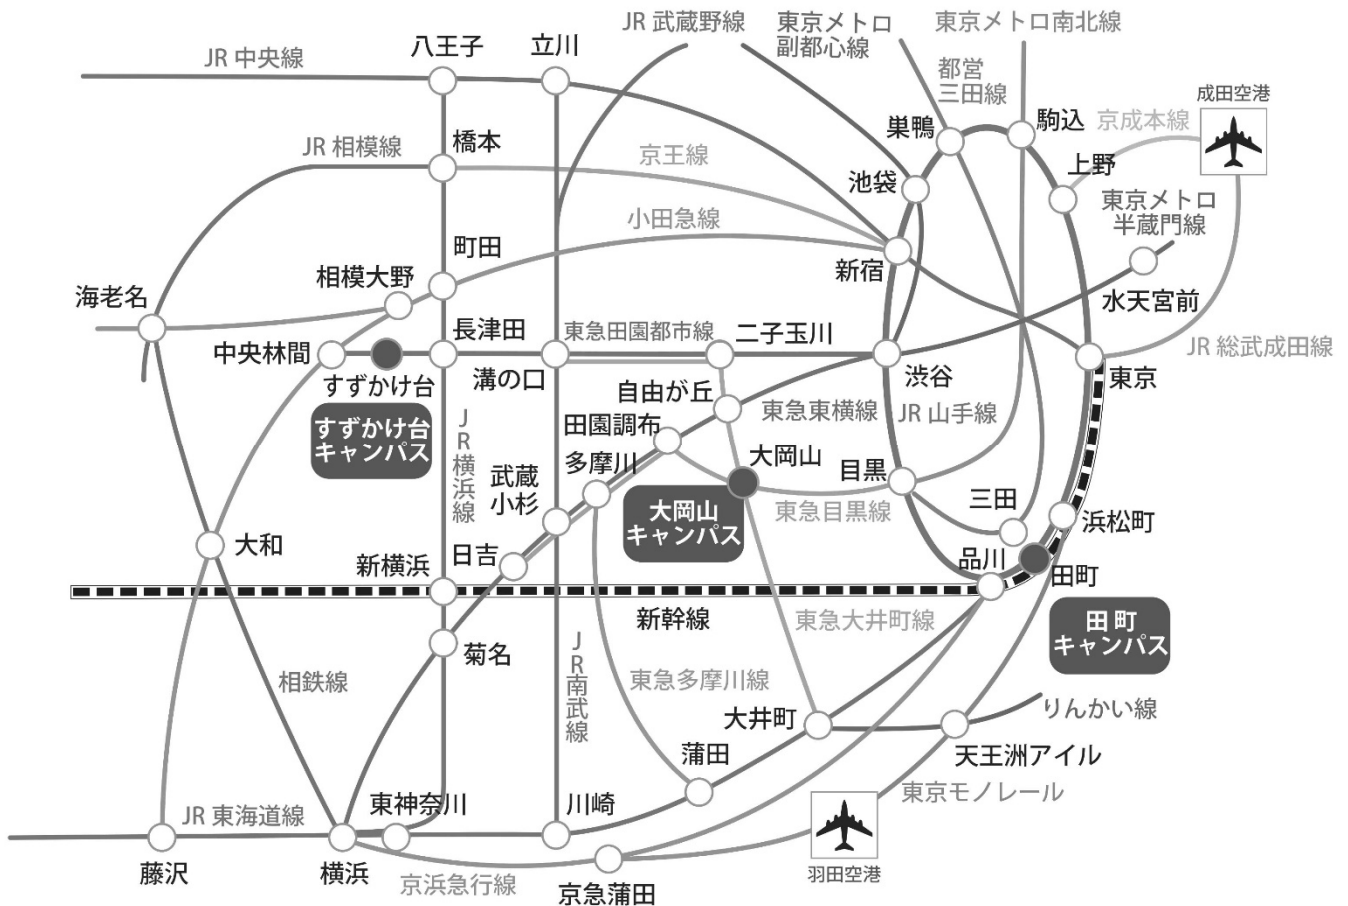 JR 武蔵野線
東京メトロ
副都心線
東京メトロ南北線
JR 中央線
八王子
立川
都営
三田線
成田空港
巣鴨
駒込
京成本線
橋本
JR 相模線
京王線
池袋
上野
東京メトロ
半蔵門線
小田急線
町田
新宿
相模大野
海老名
水天宮前
長津田
東急田園都市線
二子玉川
中央林間
JR 総武成田線
すずかけ台
溝の口
渋谷
東京
自由が丘
東急東横線
JR 山手線
すずかけ台
キャンパス
JR横浜線
田園調布
多摩川
大岡山
目黒
武蔵
小杉
三田
大岡山
キャンパス
東急目黒線
浜松町
大和
日吉
新横浜
品川
田町
新幹線
東急大井町線
田 町
キャンパス
菊名
相鉄線
JR南武線
東急多摩川線
大井町
りんかい線
蒲田
天王洲アイル
東京モノレール
JR 東海道線
東神奈川
川崎
藤沢
横浜
京浜急行線
京急蒲田
羽田空港